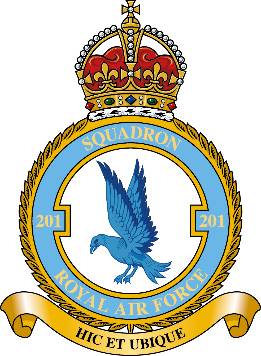 SQUADRON
201 201
ROYAL AIR FORCE
HIC ET UBIQUE